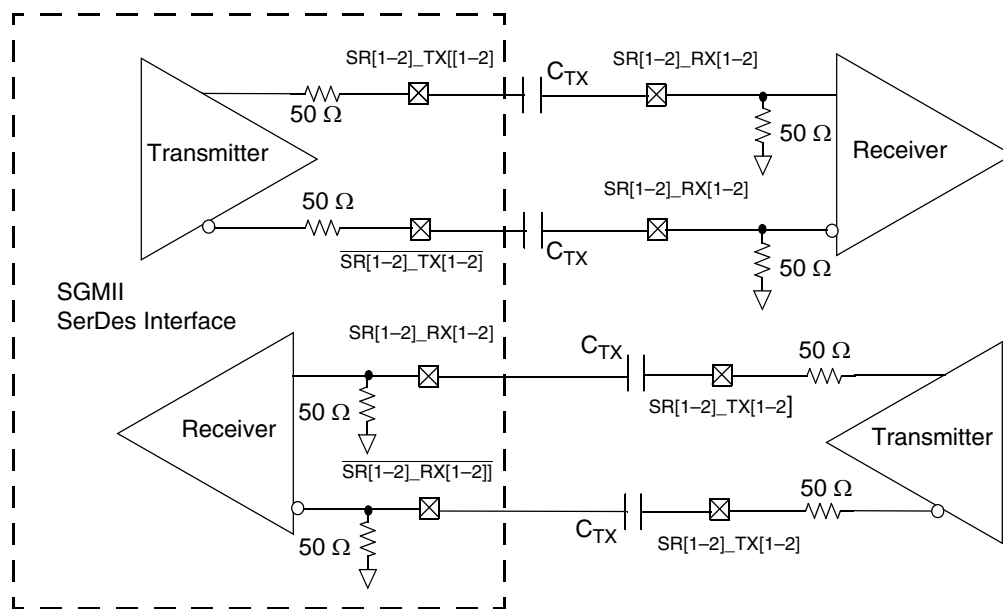 SR[1–2]_TX[[1–2]
C_TX
SR[1–2]_RX[1–2]
50 Ω
50 Ω
Transmitter
Receiver
50 Ω
SR[1–2]_RX[1–2]
SR[1–2]_TX[1–2]
C_TX
50 Ω
SGMII
SerDes Interface
SR[1–2]_RX[1–2]
C_TX
50 Ω
50 Ω
SR[1–2]_TX[1–2]
Receiver
Transmitter
SR[1–2]_RX[1–2]]
50 Ω
C_TX
50 Ω
SR[1–2]_TX[1–2]